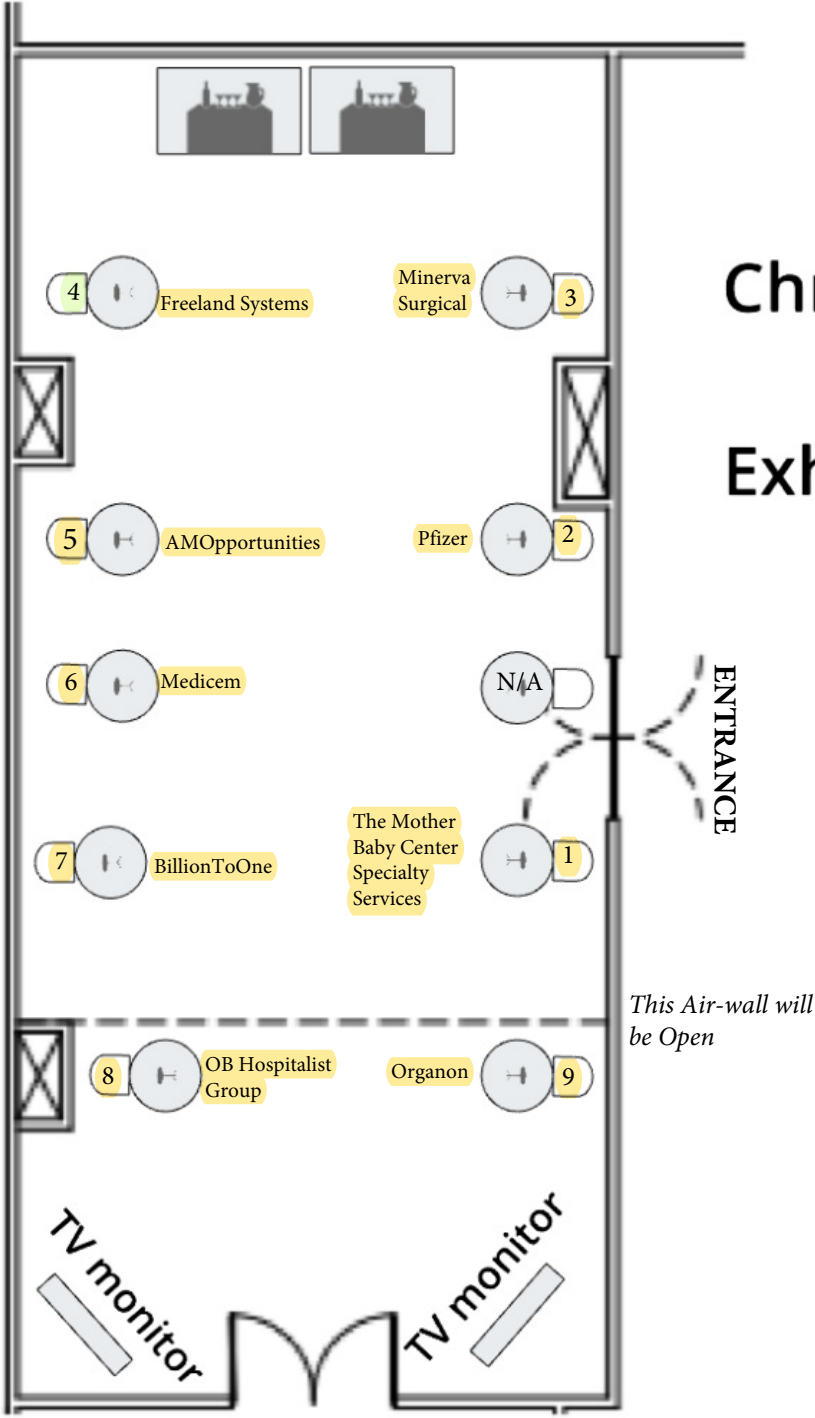 4
Freeland Systems
Minerva
Surgical
3
5
AMOpportunities
Pfizer
2
6
Medicem
N/A
ENTRANCE
7
BillionToOne
The Mother
Baby Center
Specialty
Services
1
This Air-wall will
be Open
8
OB Hospitalist
Group
Organon
9
TV monitor
TV monitor